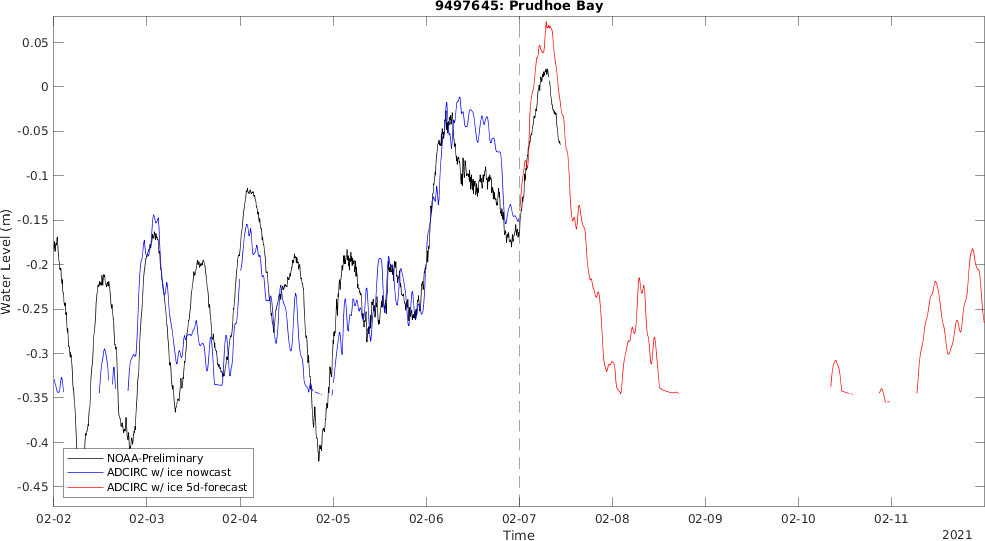 9497645: Prudhoe Bay
0.05
0
-0.05
-0.1
-0.15
-0.2
-0.25
-0.3
-0.35
-0.4
-0.45
Water Level (m)
NOAA-Preliminary
ADCIRC w/ ice nowcast
ADCIRC w/ ice 5d-forecast
02-02 02-03 02-04 02-05 02-06 02-07 02-08 02-09 02-10 02-11
Time
2021